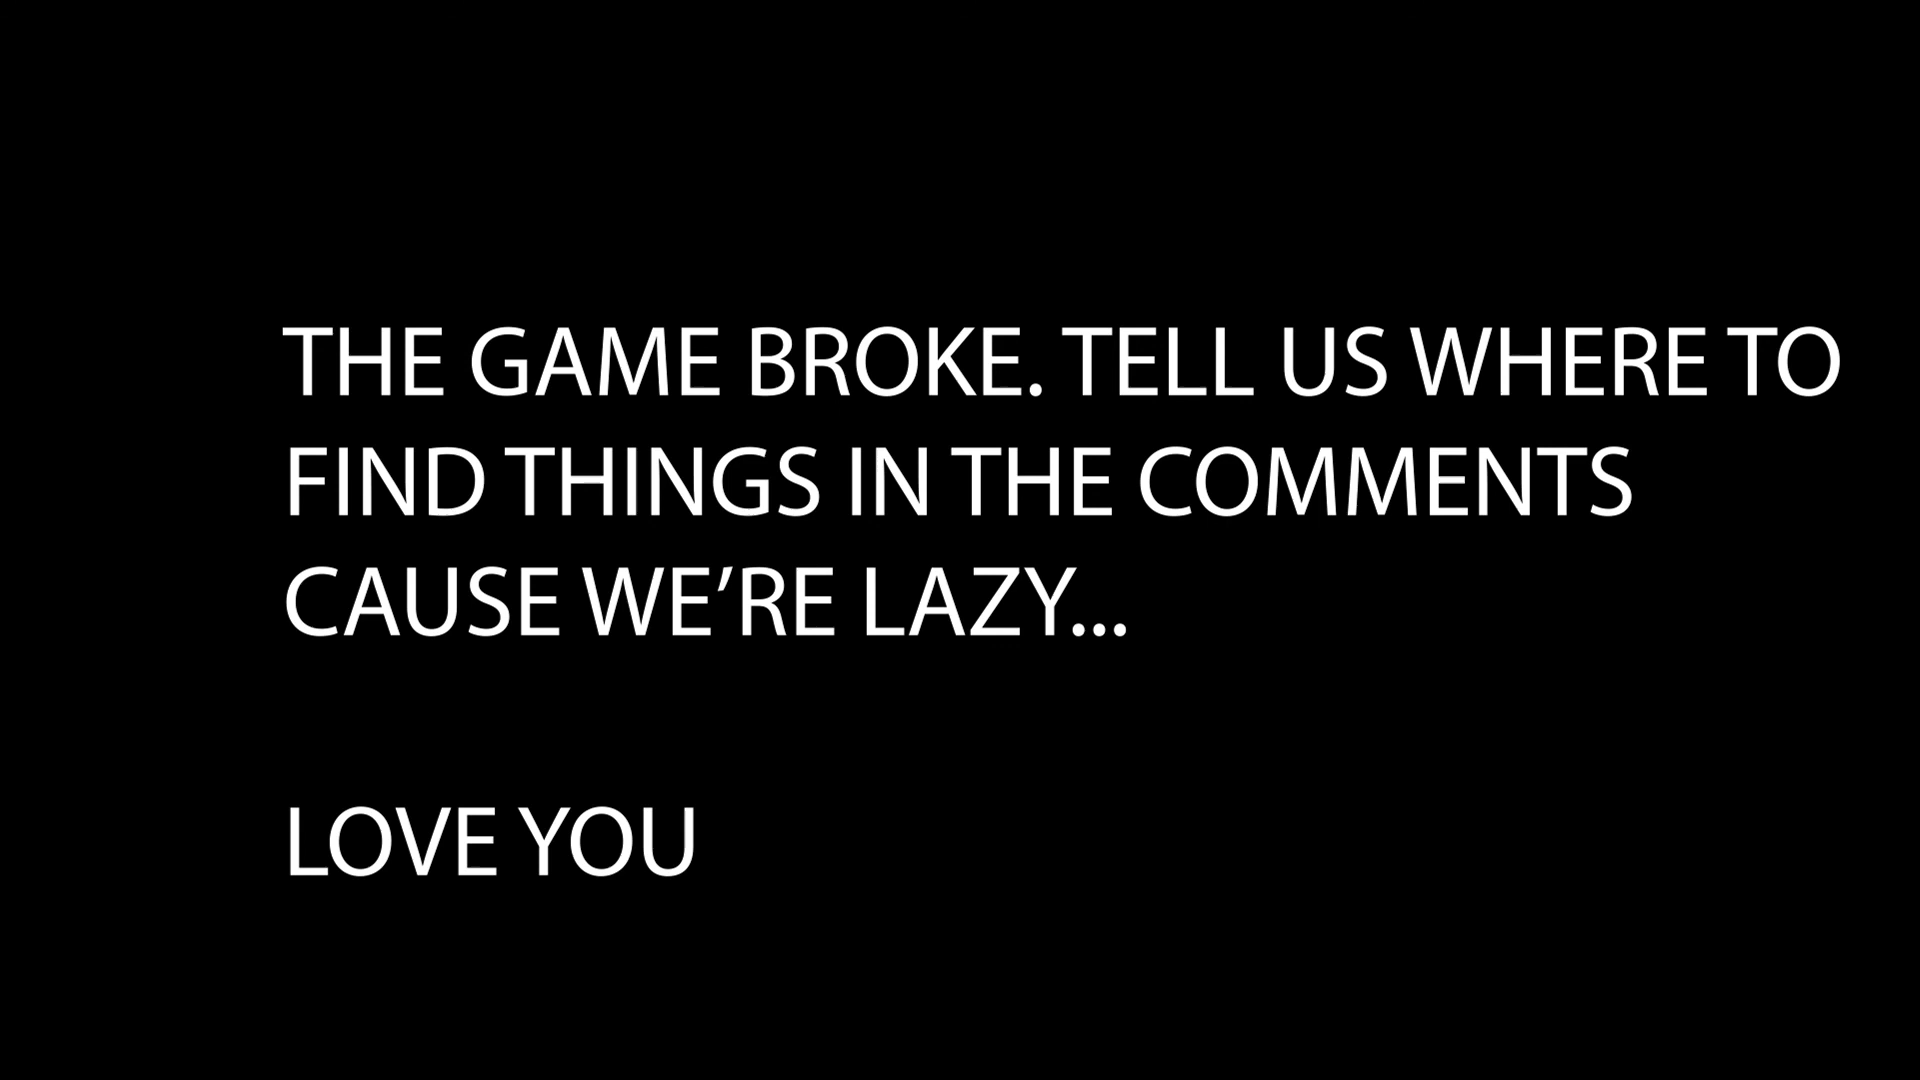 THE GAME BROKE. TELL US WHERE TO
FIND THINGS IN THE COMMENTS
CAUSE WE’RE LAZY...
LOVE YOU